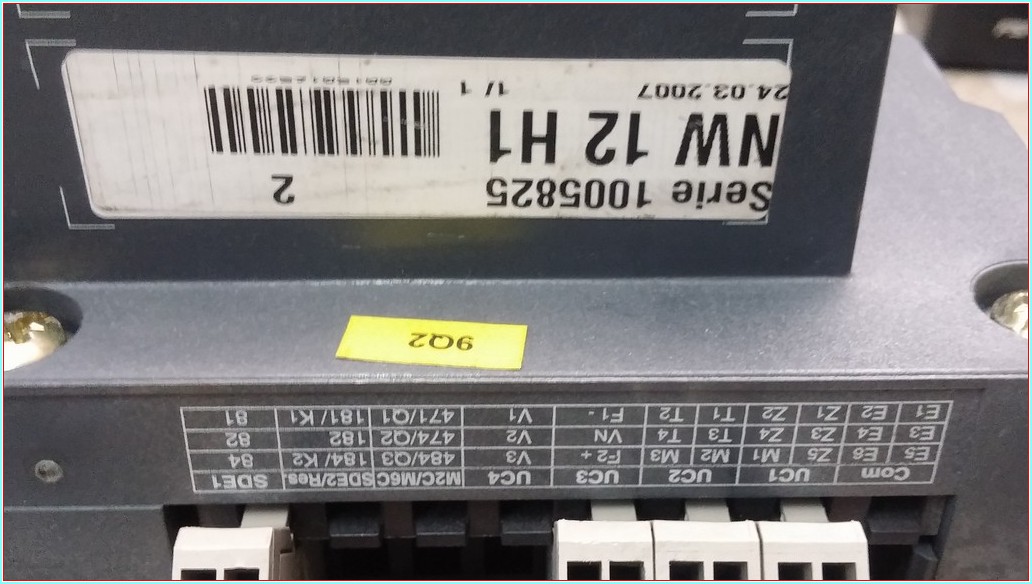 Com UC1 UC2 UC3 UC4 M2C/M6C SDE2/Res SDE1
E5 E6 Z5 M1 M2 M3 F2 + V3 484/Q3 184/ K2 84
E3 E4 Z3 Z4 T3 T4 VN V2 474/Q2 182 82
E1 E2 Z1 Z2 T1 T2 F1 - V1 471/Q1 181/ K1 81
9Q2
Serie 1005825 2
NW 12 H1
24.03.2007 1/ 1